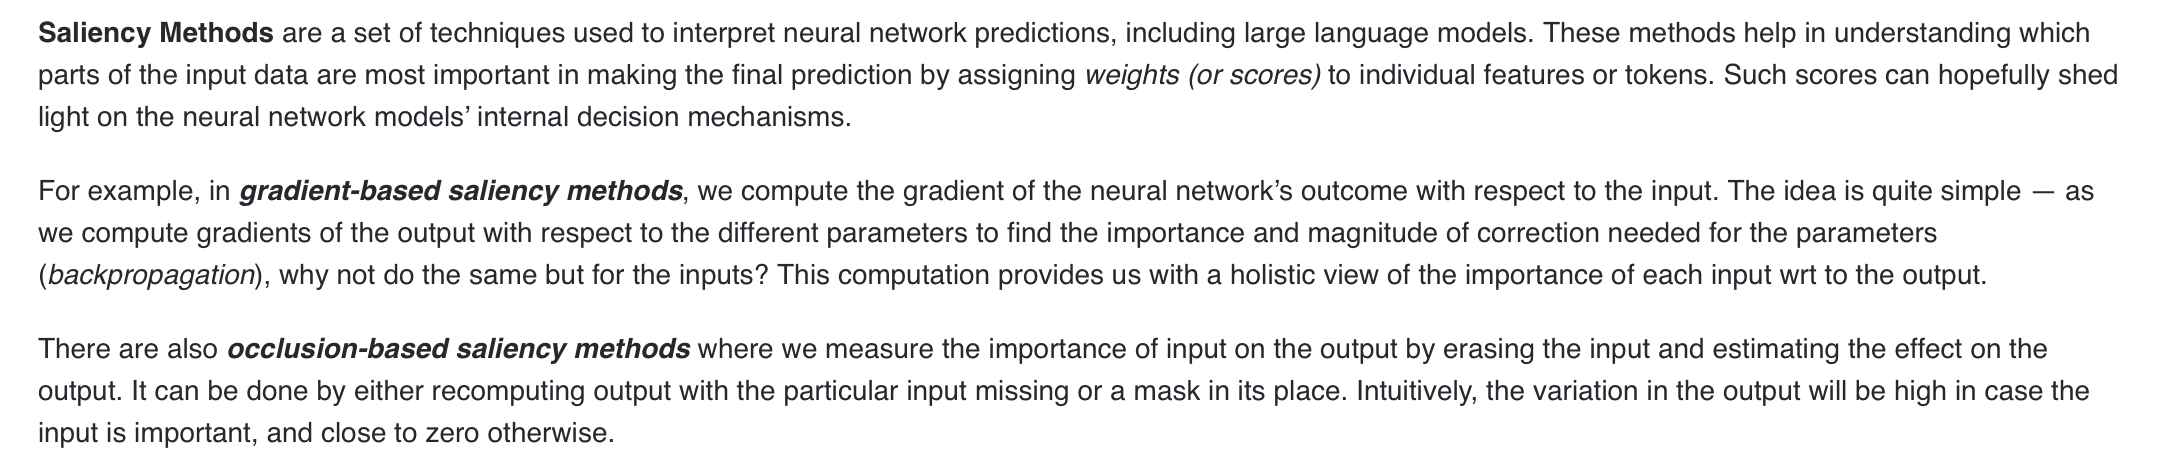 Saliency Methods are a set of techniques used to interpret neural network predictions, including large language models. These methods help in understanding which
parts of the input data are most important in making the final prediction by assigning weights (or scores) to individual features or tokens. Such scores can hopefully shed
light on the neural network models’ internal decision mechanisms.
For example, in gradient-based saliency methods, we compute the gradient of the neural network’s outcome with respect to the input. The idea is quite simple — as
we compute gradients of the output with respect to the different parameters to find the importance and magnitude of correction needed for the parameters
(backpropagation), why not do the same but for the inputs? This computation provides us with a holistic view of the importance of each input wrt to the output.
There are also occlusion-based saliency methods where we measure the importance of input on the output by erasing the input and estimating the effect on the
output. It can be done by either recomputing output with the particular input missing or a mask in its place. Intuitively, the variation in the output will be high in case the
input is important, and close to zero otherwise.